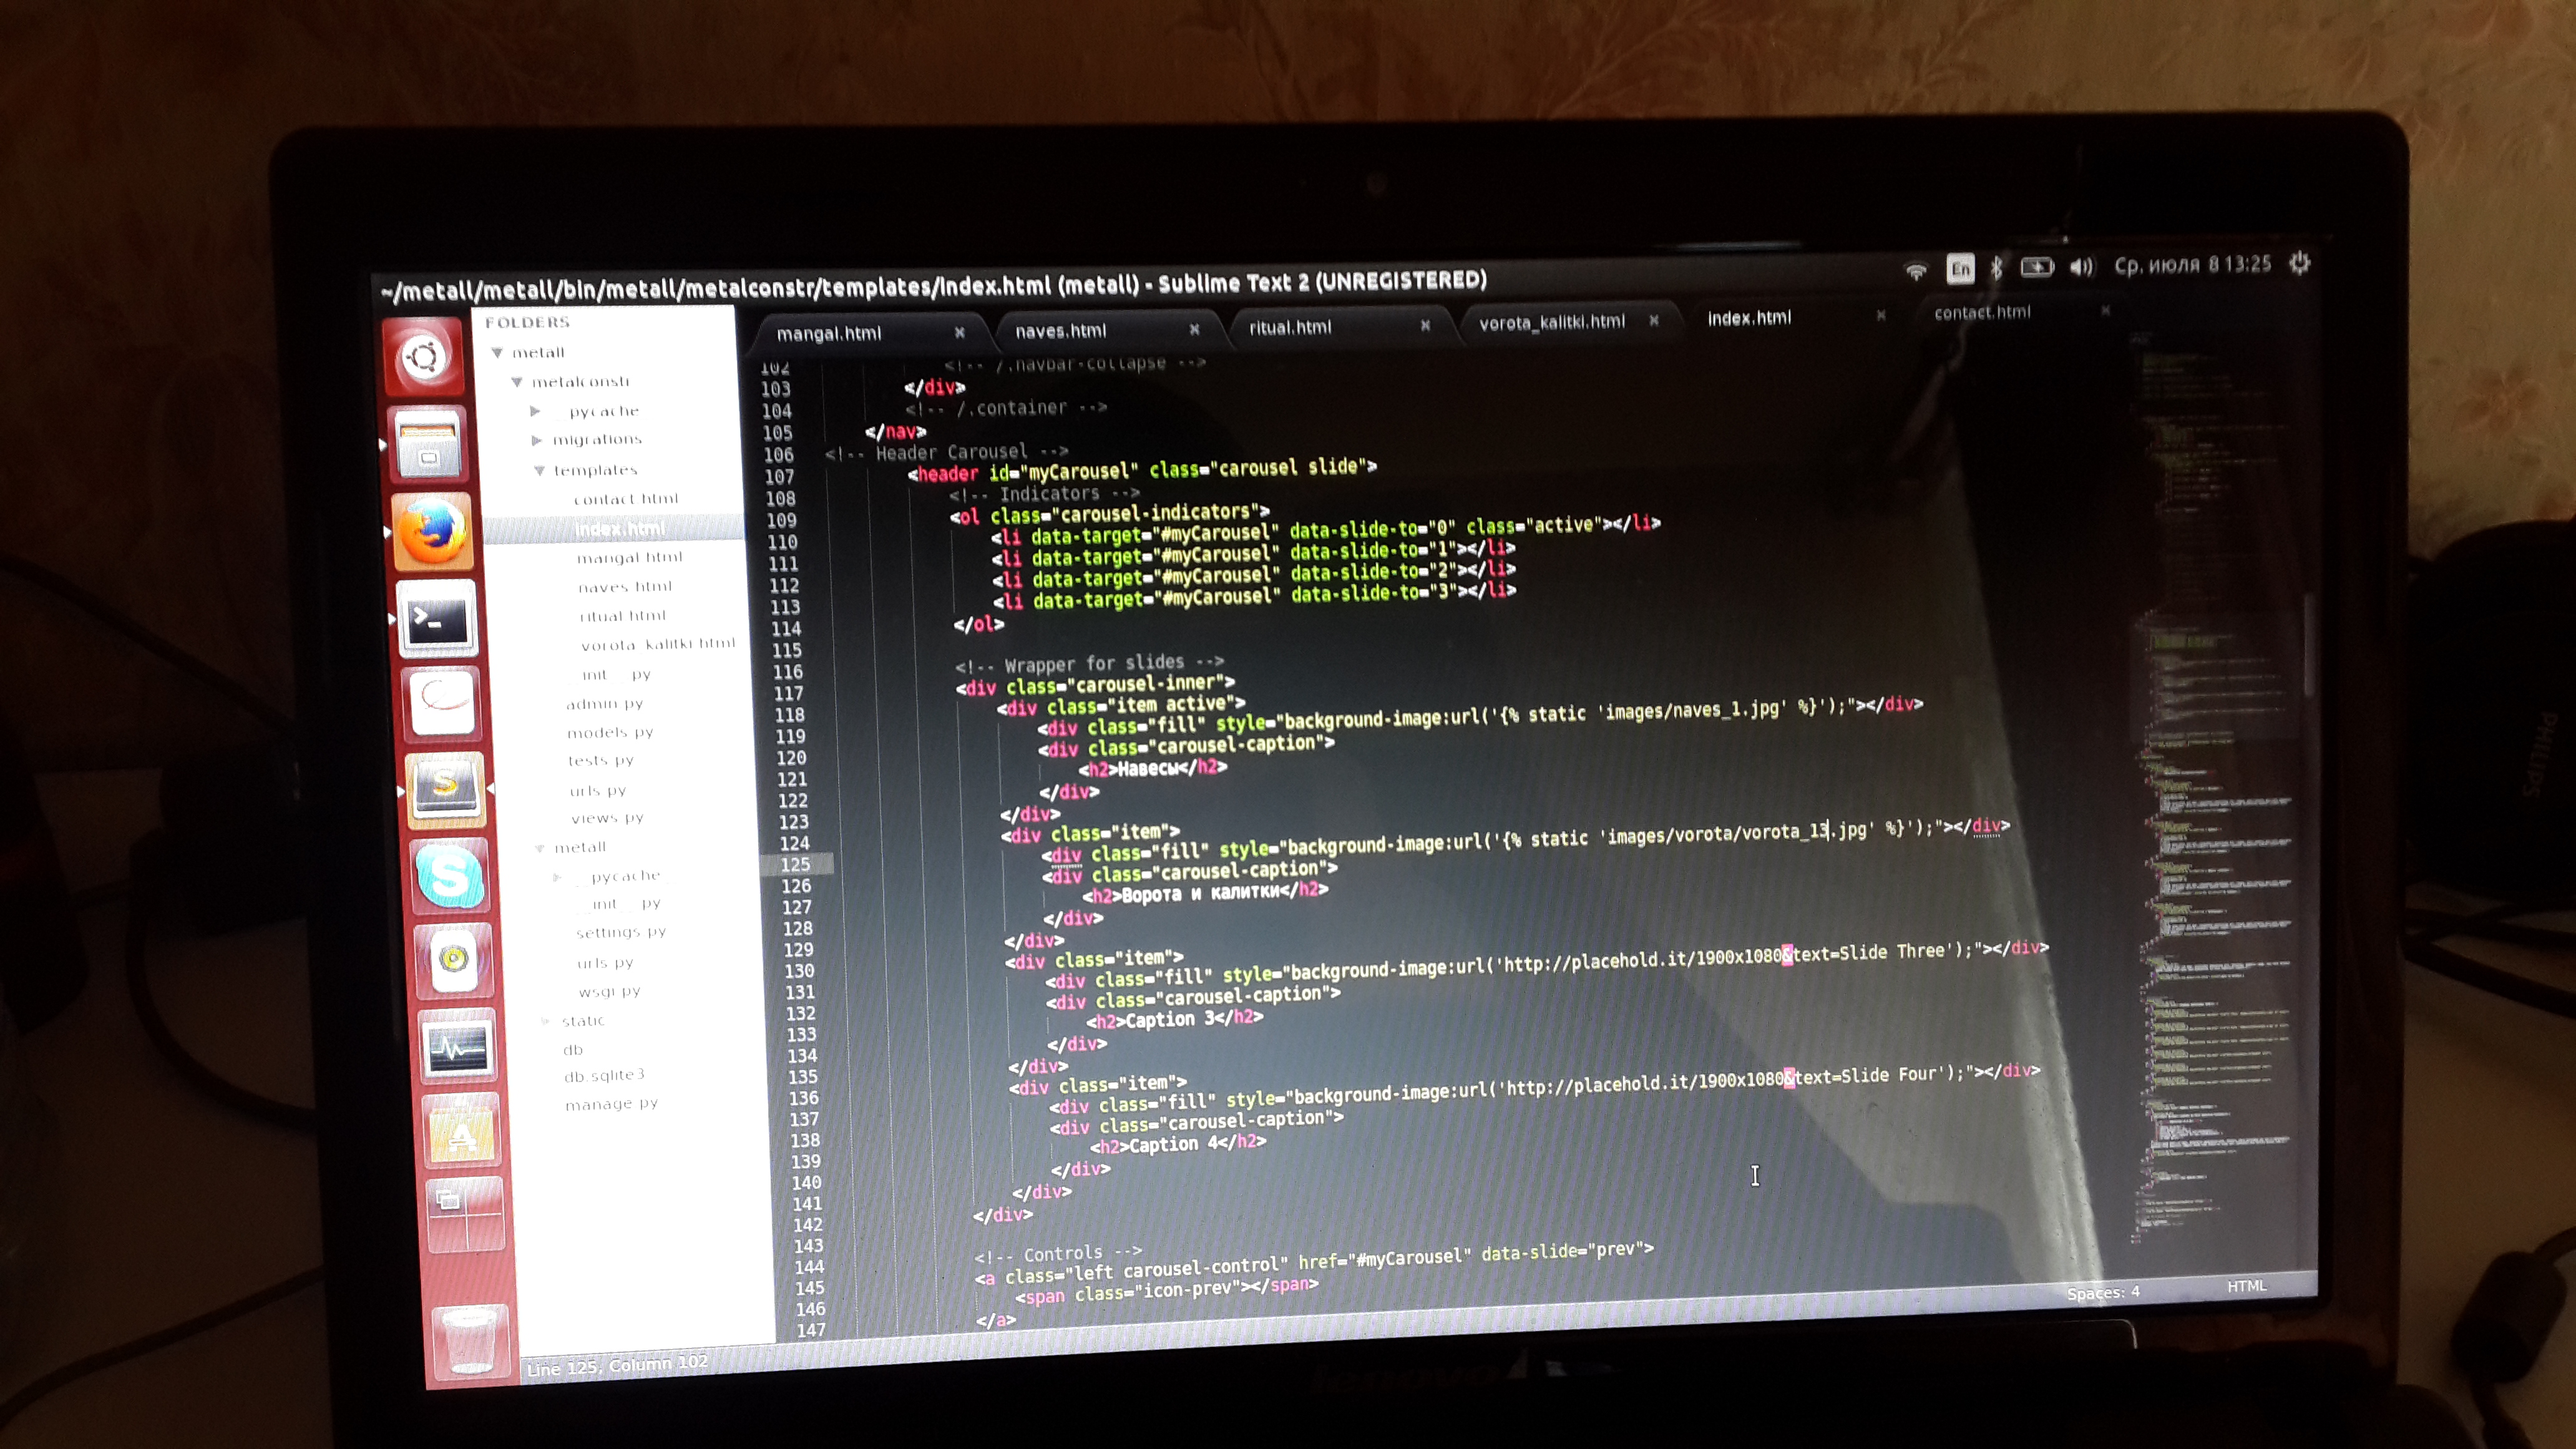 ~/metall/metall/bin/metall/metalconstr/templates/index.html (metall) - Sublime Text 2 (UNREGISTERED)
En
Ср, июля 8 13:25
FOLDERS
metall
metalconstr
__pycache__
migrations
templates
contact.html
index.html
mangal.html
naves.html
ritual.html
vorota_kalitki.html
__init__.py
admin.py
models.py
tests.py
urls.py
views.py
metall
__pycache__
__init__.py
settings.py
urls.py
wsgi.py
static
db
db.sqlite3
manage.py
mangal.html × naves.html × ritual.html × vorota_kalitki.html × index.html × contact.html ×
102 <!-- /.navbar-collapse -->
103 </div>
104 <!-- /.container -->
105 </nav>
106 <!-- Header Carousel -->
107 <header id="myCarousel" class="carousel slide">
108 <!-- Indicators -->
109 <ol class="carousel-indicators">
110 <li data-target="#myCarousel" data-slide-to="0" class="active"></li>
111 <li data-target="#myCarousel" data-slide-to="1"></li>
112 <li data-target="#myCarousel" data-slide-to="2"></li>
113 <li data-target="#myCarousel" data-slide-to="3"></li>
114 </ol>
115
116 <!-- Wrapper for slides -->
117 <div class="carousel-inner">
118 <div class="item active">
119 <div class="fill" style="background-image:url('{% static 'images/naves_1.jpg' %}');"></div>
120 <div class="carousel-caption">
121 <h2>Навесы</h2>
122 </div>
123 </div>
124 <div class="item">
125 <div class="fill" style="background-image:url('{% static 'images/vorota/vorota_13.jpg' %}');"></div>
126 <div class="carousel-caption">
127 <h2>Ворота и калитки</h2>
128 </div>
129 </div>
130 <div class="item">
131 <div class="fill" style="background-image:url('http://placehold.it/1900x1080&text=Slide Three');"></div>
132 <div class="carousel-caption">
133 <h2>Caption 3</h2>
134 </div>
135 </div>
136 <div class="item">
137 <div class="fill" style="background-image:url('http://placehold.it/1900x1080&text=Slide Four');"></div>
138 <div class="carousel-caption">
139 <h2>Caption 4</h2>
140 </div>
141 </div>
142 </div>
143
144 <!-- Controls -->
145 <a class="left carousel-control" href="#myCarousel" data-slide="prev">
146 <span class="icon-prev"></span>
147 </a>
Line 125, Column 102
Spaces: 4
HTML
lenovo
PHILIPS